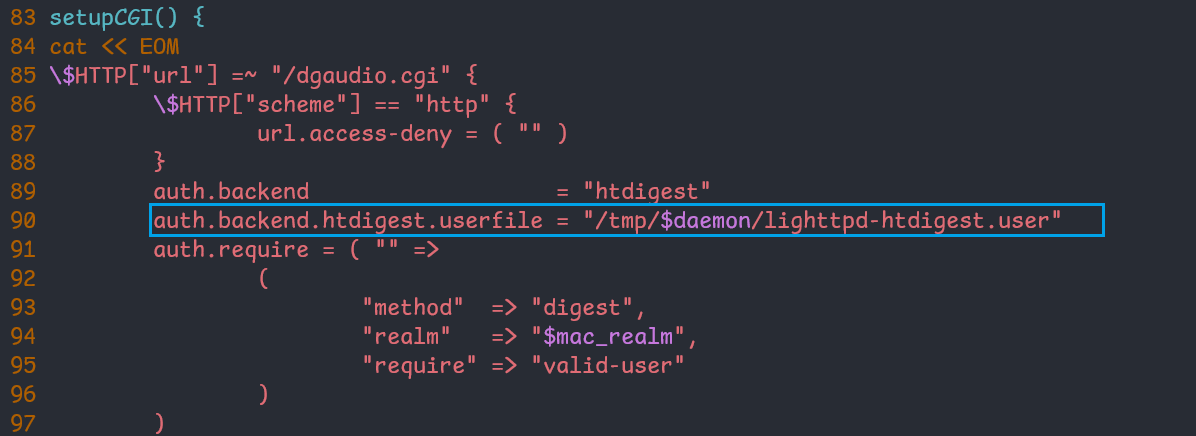 83 setupCGI() {
84 cat << EOM
85 \$HTTP["url"] =~ "/dgaudio.cgi" {
86         \$HTTP["scheme"] == "http" {
87                 url.access-deny = ( "" )
88         }
89         auth.backend                   = "htdigest"
90         auth.backend.htdigest.userfile = "/tmp/$daemon/lighttpd-htdigest.user"
91         auth.require = ( "" =>
92                 (
93                         "method"  => "digest",
94                         "realm"   => "$mac_realm",
95                         "require" => "valid-user"
96                 )
97         )